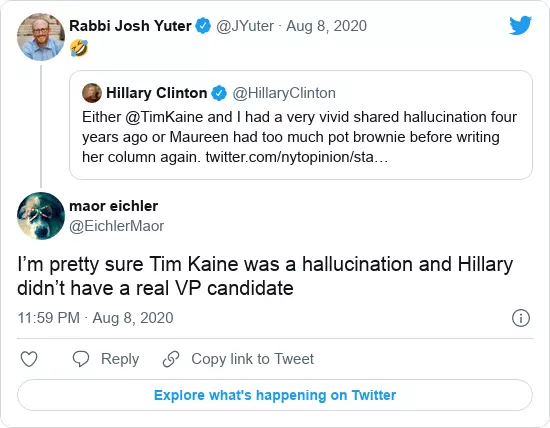 Rabbi Josh Yuter @JYuter · Aug 8, 2020
🤣
Hillary Clinton @HillaryClinton
Either @TimKaine and I had a very vivid shared hallucination four
years ago or Maureen had too much pot brownie before writing
her column again. twitter.com/nytopinion/sta…
maor eichler
@EichlerMaor
I’m pretty sure Tim Kaine was a hallucination and Hillary
didn’t have a real VP candidate
11:59 PM · Aug 8, 2020
Reply Copy link to Tweet
Explore what's happening on Twitter